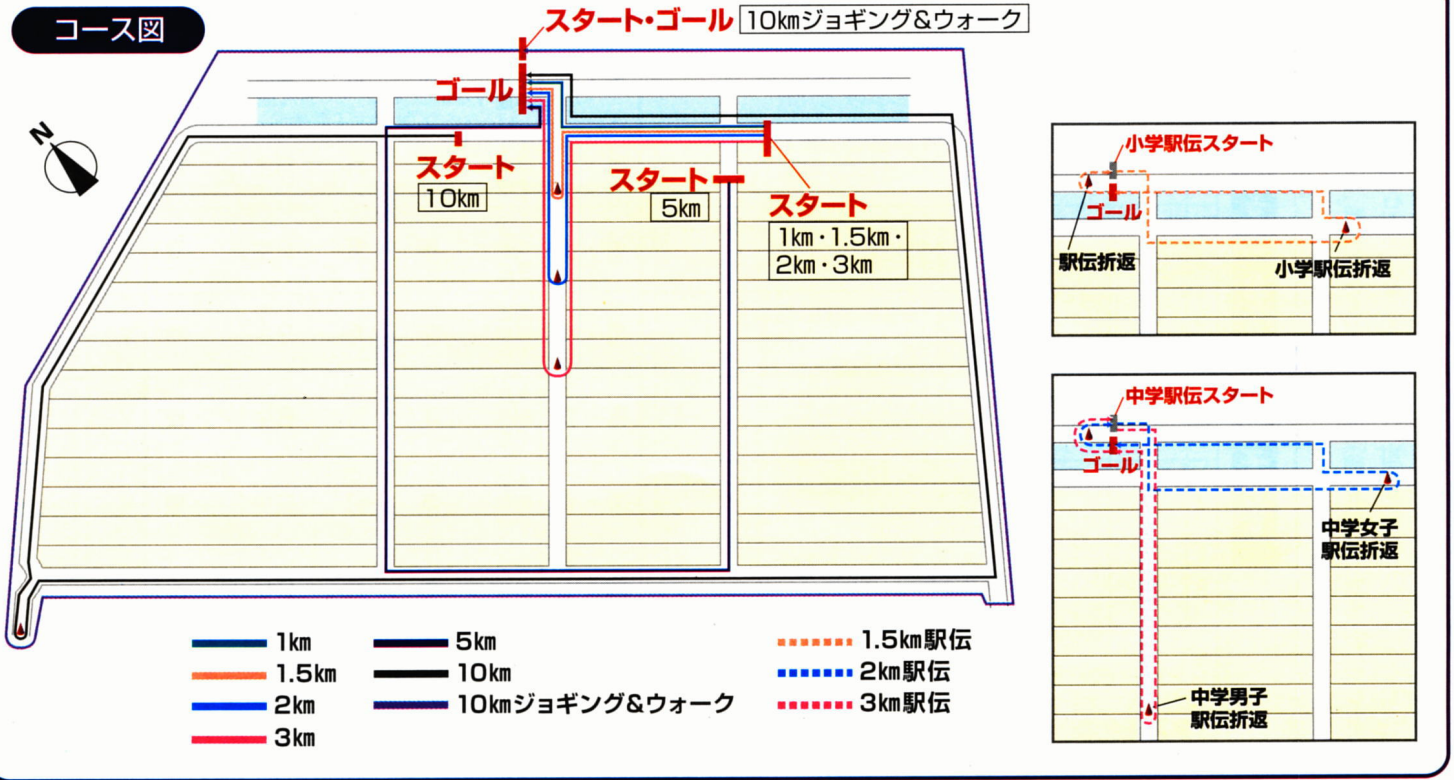 コース図
スタート・ゴール 10kmジョギング&ウォーク
ゴール
N
スタート
10km
スタート
5km
スタート
1km・1.5km・
2km・3km
小学駅伝スタート
ゴール
駅伝折返
小学駅伝折返
中学駅伝スタート
ゴール
中学女子
駅伝折返
中学男子
駅伝折返
1km
1.5km
2km
3km
5km
10km
10kmジョギング&ウォーク
1.5km駅伝
2km駅伝
3km駅伝